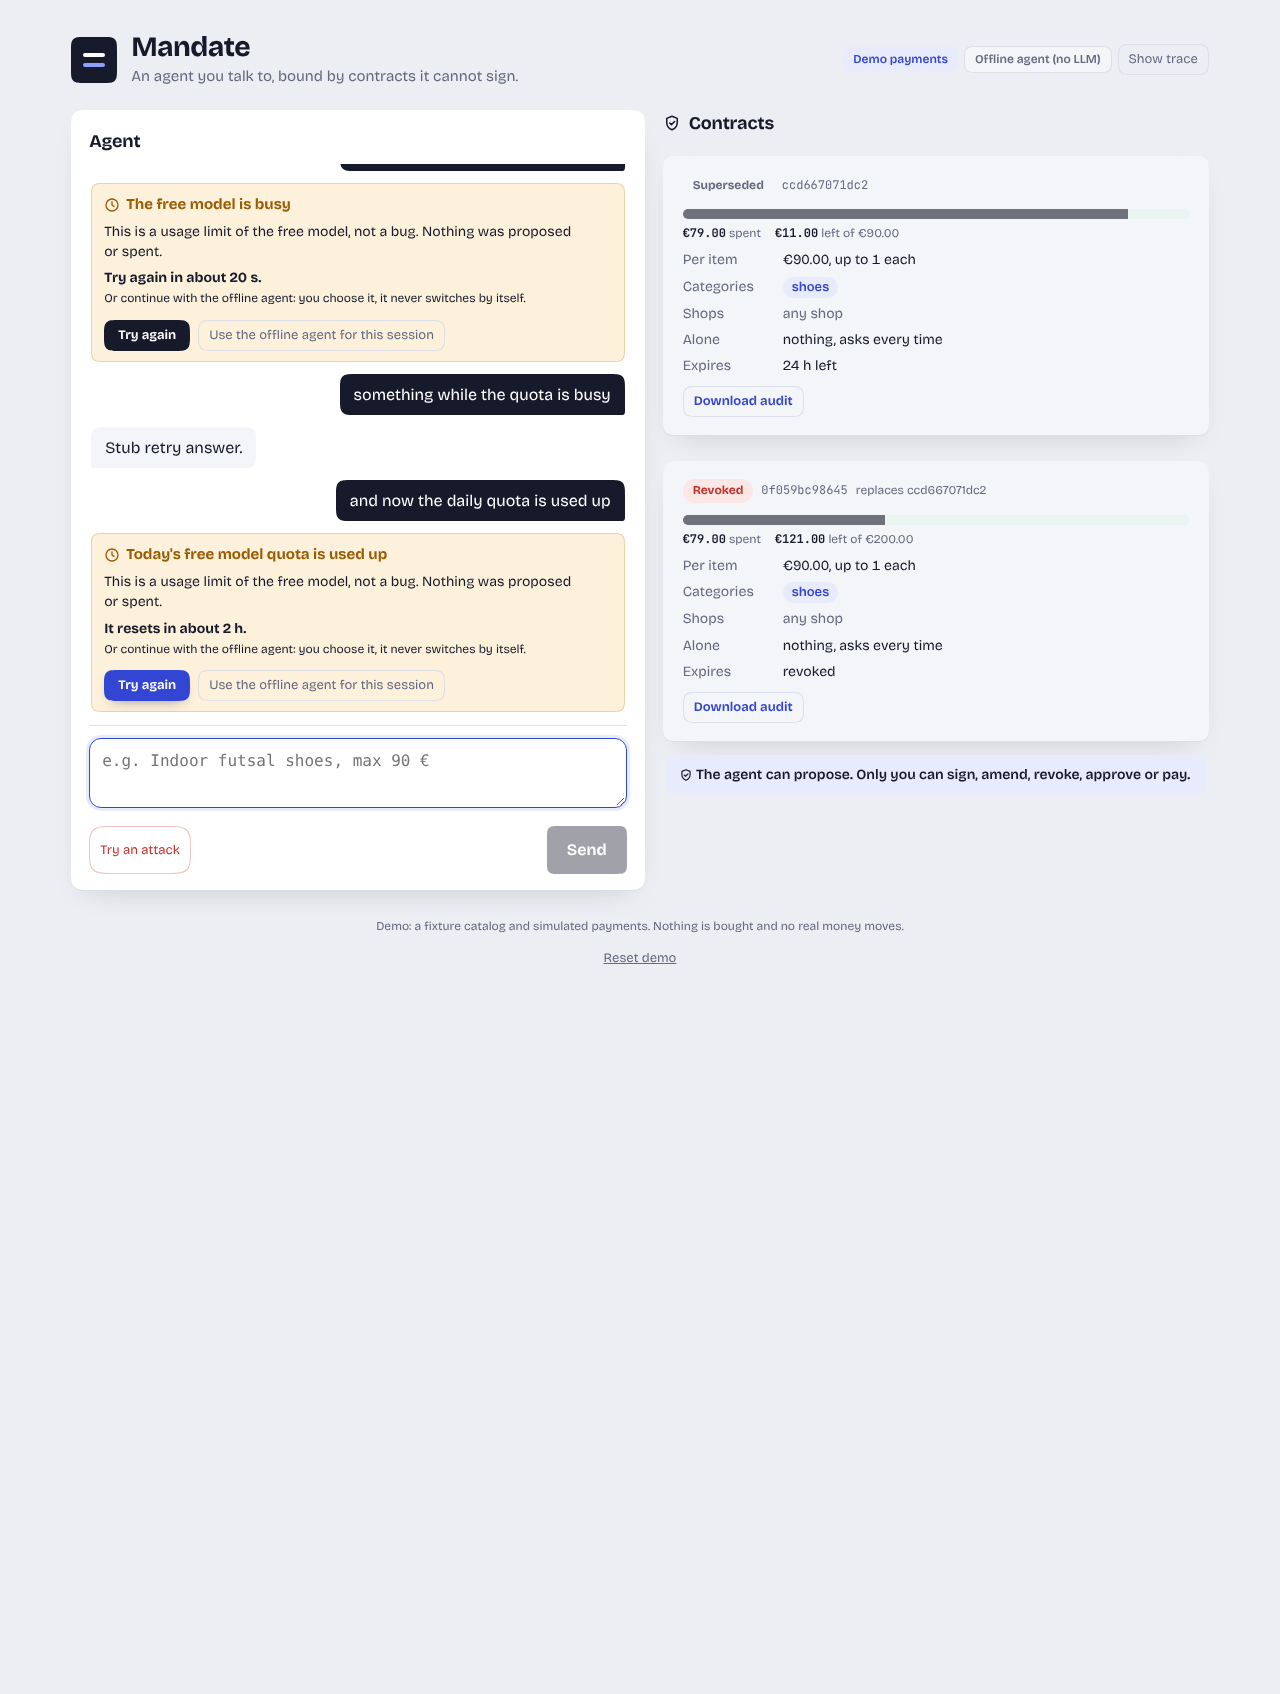 Mandate
An agent you talk to, bound by contracts it cannot sign.
Demo payments
Offline agent (no LLM)
Show trace
Agent
The free model is busy
This is a usage limit of the free model, not a bug. Nothing was proposed
or spent.
Try again in about 20 s.
Or continue with the offline agent: you choose it, it never switches by itself.
Try again
Use the offline agent for this session
something while the quota is busy
Stub retry answer.
and now the daily quota is used up
Today's free model quota is used up
This is a usage limit of the free model, not a bug. Nothing was proposed
or spent.
It resets in about 2 h.
Or continue with the offline agent: you choose it, it never switches by itself.
Try again
Use the offline agent for this session
e.g. Indoor futsal shoes, max 90 €
Try an attack
Send
Contracts
Superseded ccd667071dc2
€79.00 spent €11.00 left of €90.00
Per item €90.00, up to 1 each
Categories shoes
Shops any shop
Alone nothing, asks every time
Expires 24 h left
Download audit
Revoked 0f059bc98645 replaces ccd667071dc2
€79.00 spent €121.00 left of €200.00
Per item €90.00, up to 1 each
Categories shoes
Shops any shop
Alone nothing, asks every time
Expires revoked
Download audit
The agent can propose. Only you can sign, amend, revoke, approve or pay.
Demo: a fixture catalog and simulated payments. Nothing is bought and no real money moves.
Reset demo